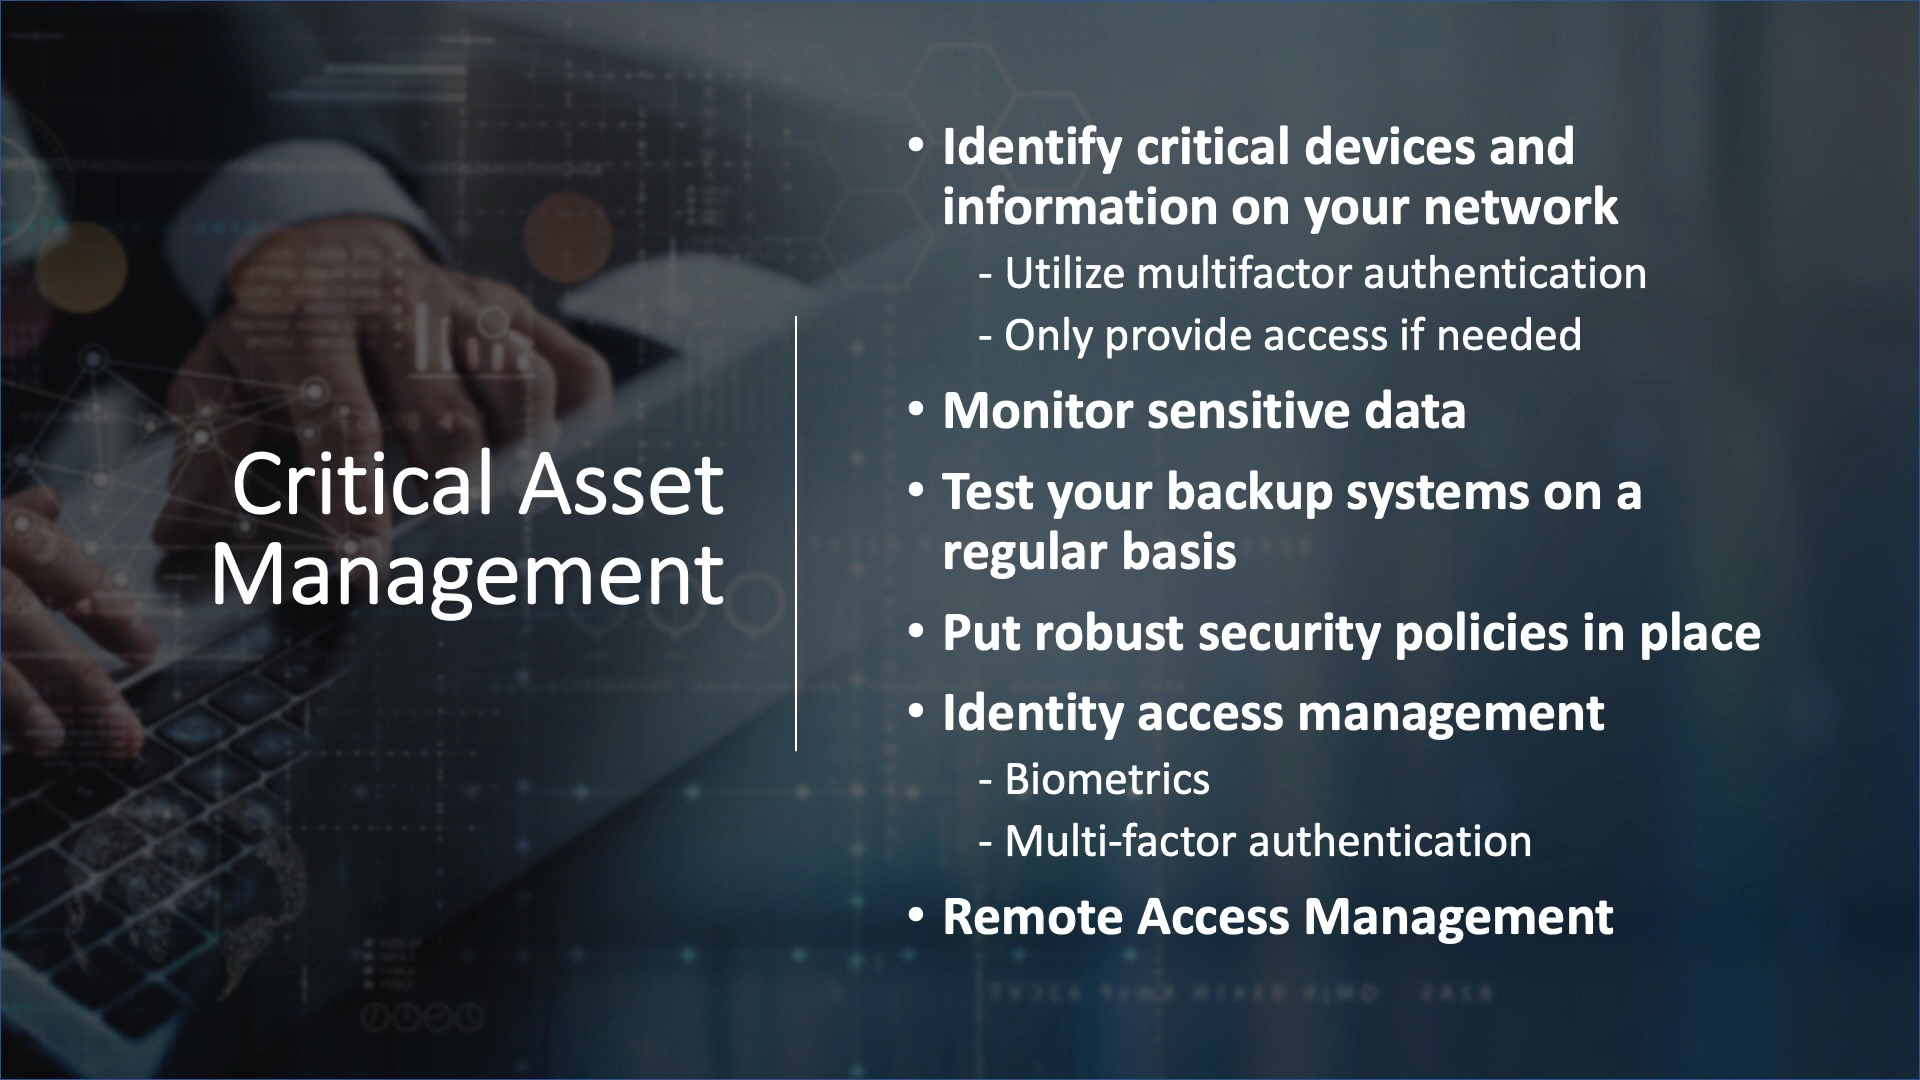 Critical Asset
Management
• Identify critical devices and
information on your network
- Utilize multifactor authentication
- Only provide access if needed
• Monitor sensitive data
• Test your backup systems on a
regular basis
• Put robust security policies in place
• Identity access management
- Biometrics
- Multi-factor authentication
• Remote Access Management